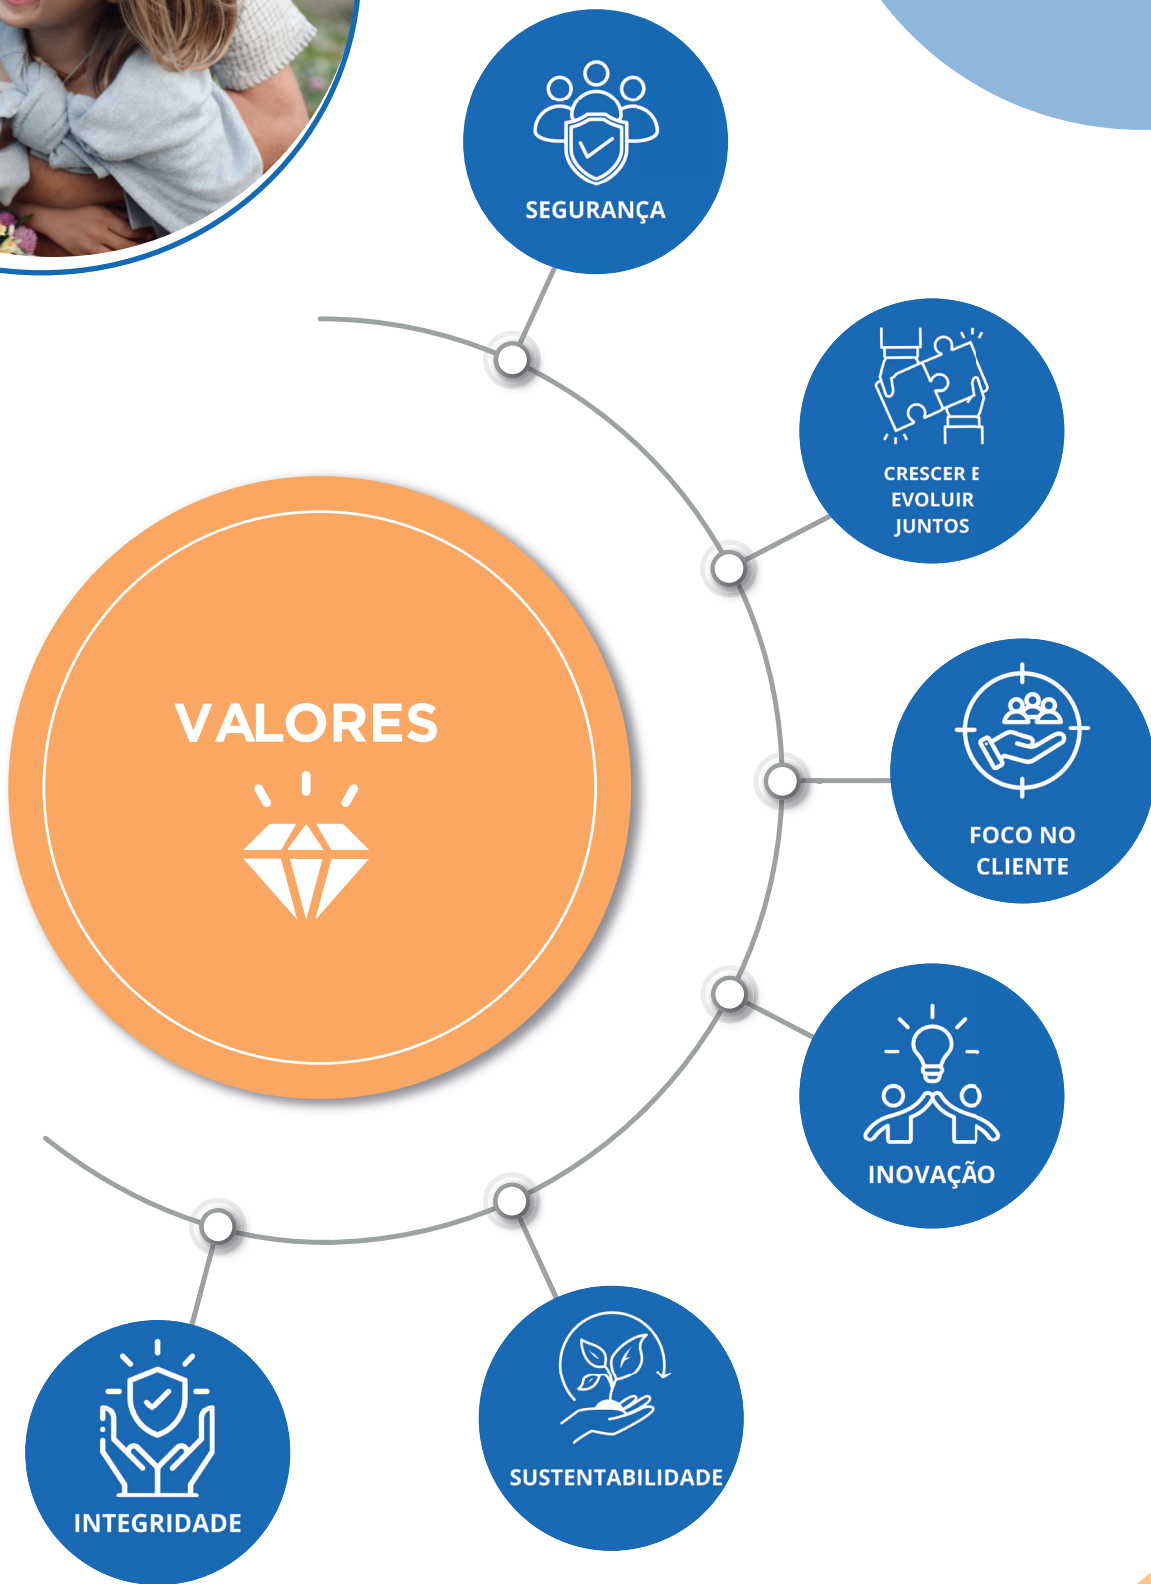 SEGURANÇA
CRESCER E
EVOLUIR
JUNTOS
VALORES
FOCO NO
CLIENTE
INOVAÇÃO
SUSTENTABILIDADE
INTEGRIDADE